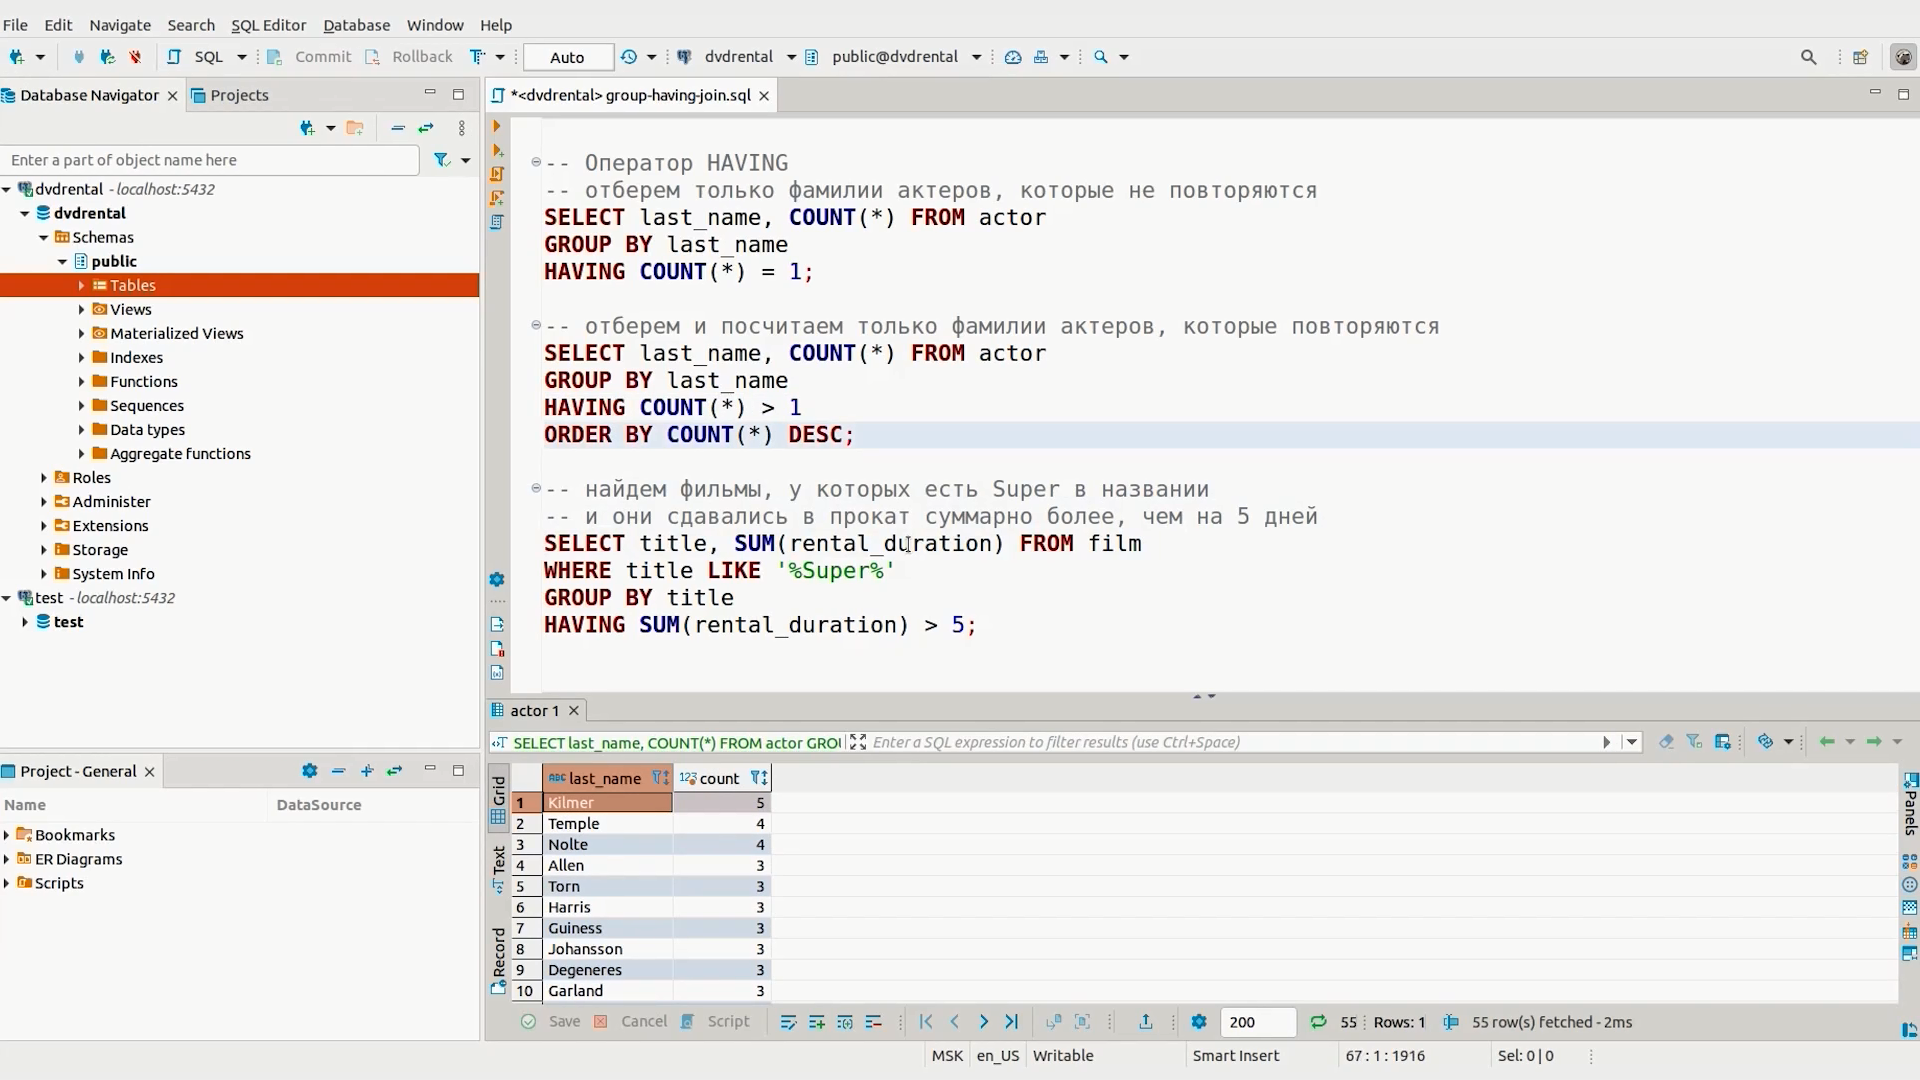 File Edit Navigate Search SQL Editor Database Window Help
SQL Commit Rollback Auto dvdrental public@dvdrental
Database Navigator Projects
*<dvdrental> group-having-join.sql
Enter a part of object name here
dvdrental - localhost:5432
dvdrental
Schemas
public
Tables
Views
Materialized Views
Indexes
Functions
Sequences
Data types
Aggregate functions
Roles
Administer
Extensions
Storage
System Info
test - localhost:5432
test
-- Оператор HAVING
-- отберем только фамилии актеров, которые не повторяются
SELECT last_name, COUNT(*) FROM actor
GROUP BY last_name
HAVING COUNT(*) = 1;
-- отберем и посчитаем только фамилии актеров, которые повторяются
SELECT last_name, COUNT(*) FROM actor
GROUP BY last_name
HAVING COUNT(*) > 1
ORDER BY COUNT(*) DESC;
-- найдем фильмы, у которых есть Super в названии
-- и они сдавались в прокат суммарно более, чем на 5 дней
SELECT title, SUM(rental_duration) FROM film
WHERE title LIKE '%Super%'
GROUP BY title
HAVING SUM(rental_duration) > 5;
Project - General
Name DataSource
Bookmarks
ER Diagrams
Scripts
actor 1
SELECT last_name, COUNT(*) FROM actor GROU Enter a SQL expression to filter results (use Ctrl+Space)
Grid
Text
Record
Panels
ABC last_name 123 count
1 Kilmer 5
2 Temple 4
3 Nolte 4
4 Allen 3
5 Torn 3
6 Harris 3
7 Guiness 3
8 Johansson 3
9 Degeneres 3
10 Garland 3
Save Cancel Script 200 55 Rows: 1 55 row(s) fetched - 2ms
MSK en_US Writable Smart Insert 67 : 1 : 1916 Sel: 0 | 0